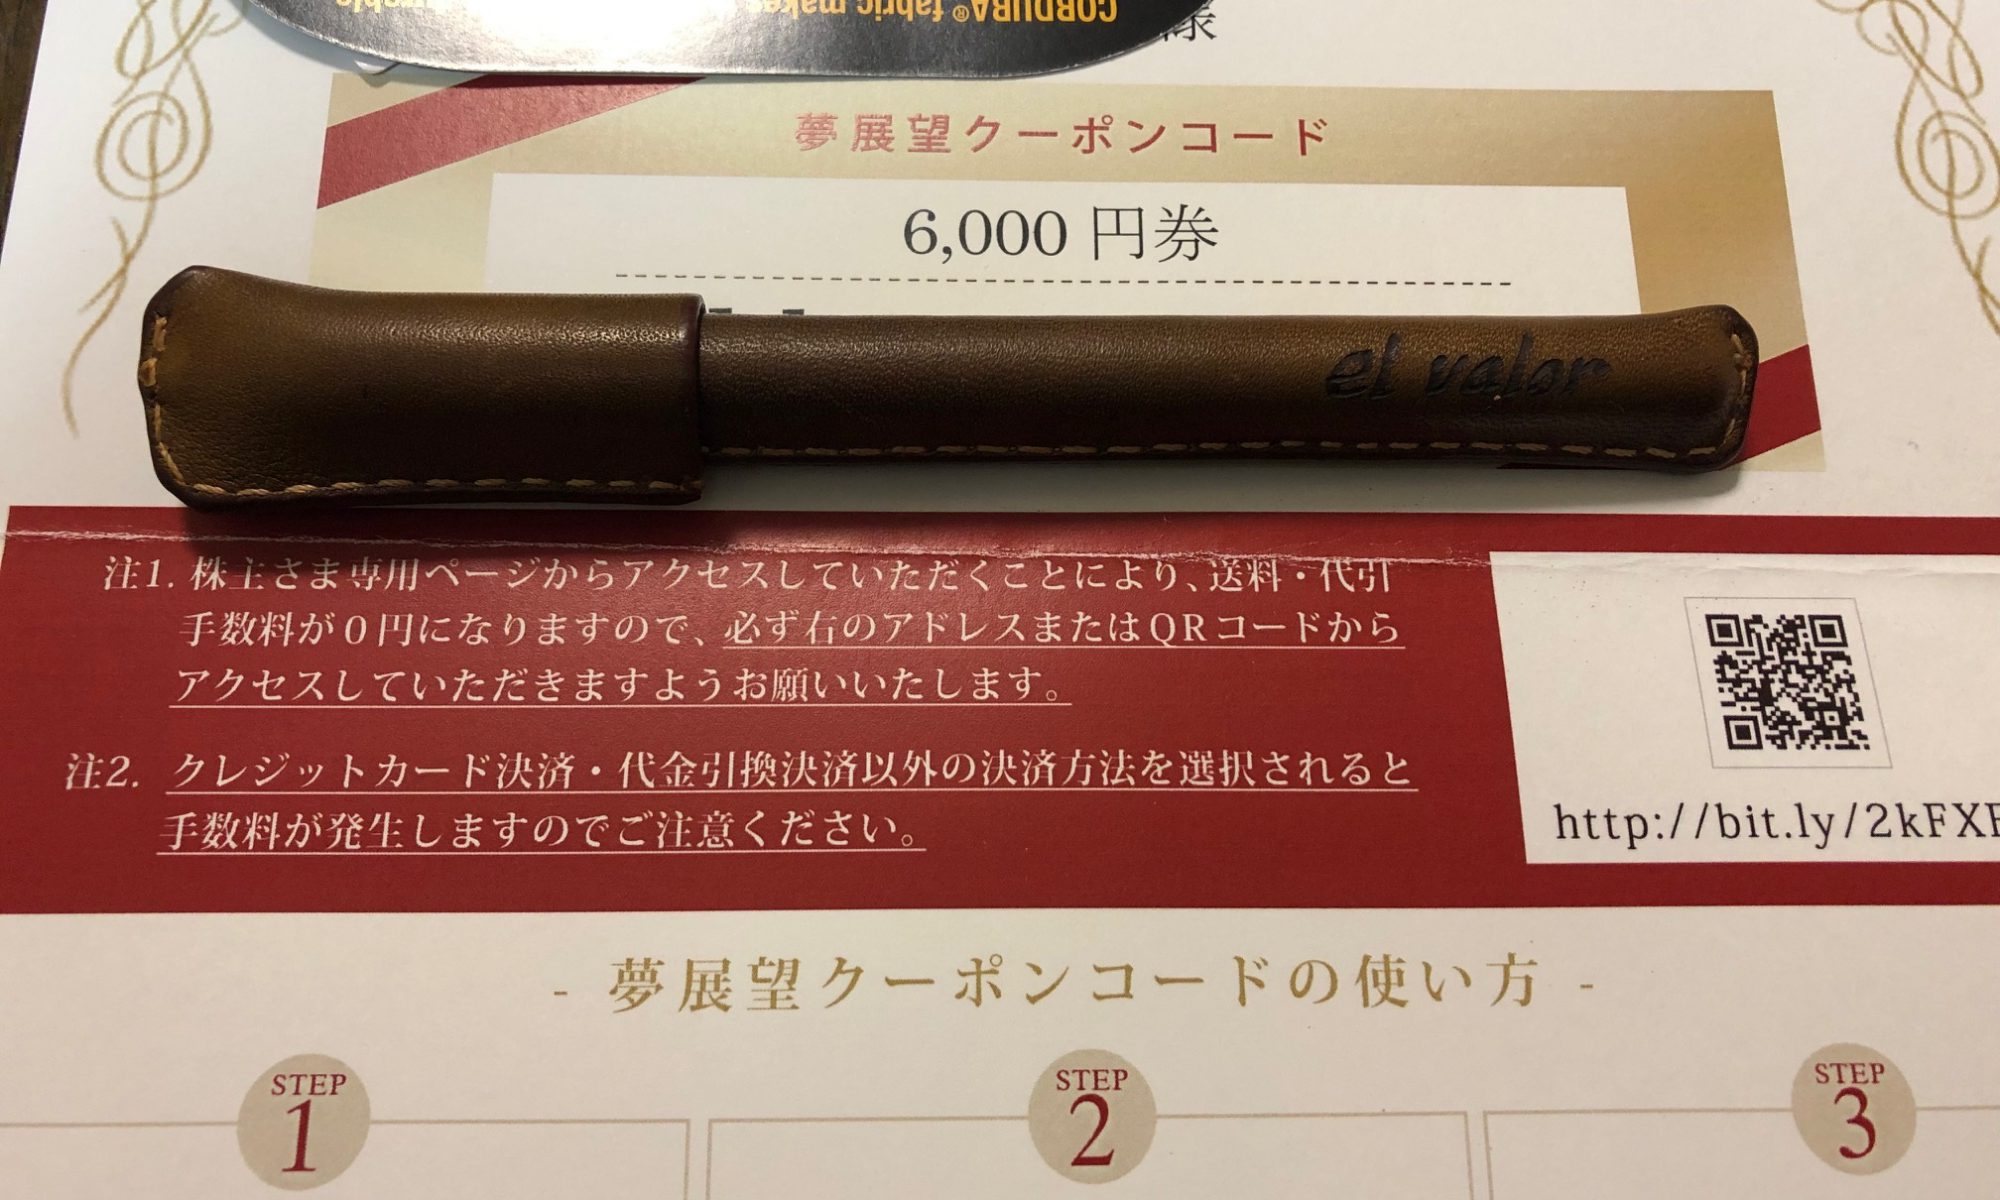 CORDURA® fabric makes
様
夢展望クーポンコード
6,000 円券
el valor
注1. 株主さま専用ページからアクセスしていただくことにより、送料・代引
手数料が0円になりますので、必ず右のアドレスまたはQRコードから
アクセスしていただきますようお願いいたします。
注2. クレジットカード決済・代金引換決済以外の決済方法を選択されると
手数料が発生しますのでご注意ください。
http://bit.ly/2kFX
- 夢展望クーポンコードの使い方 -
STEP
1
STEP
2
STEP
3